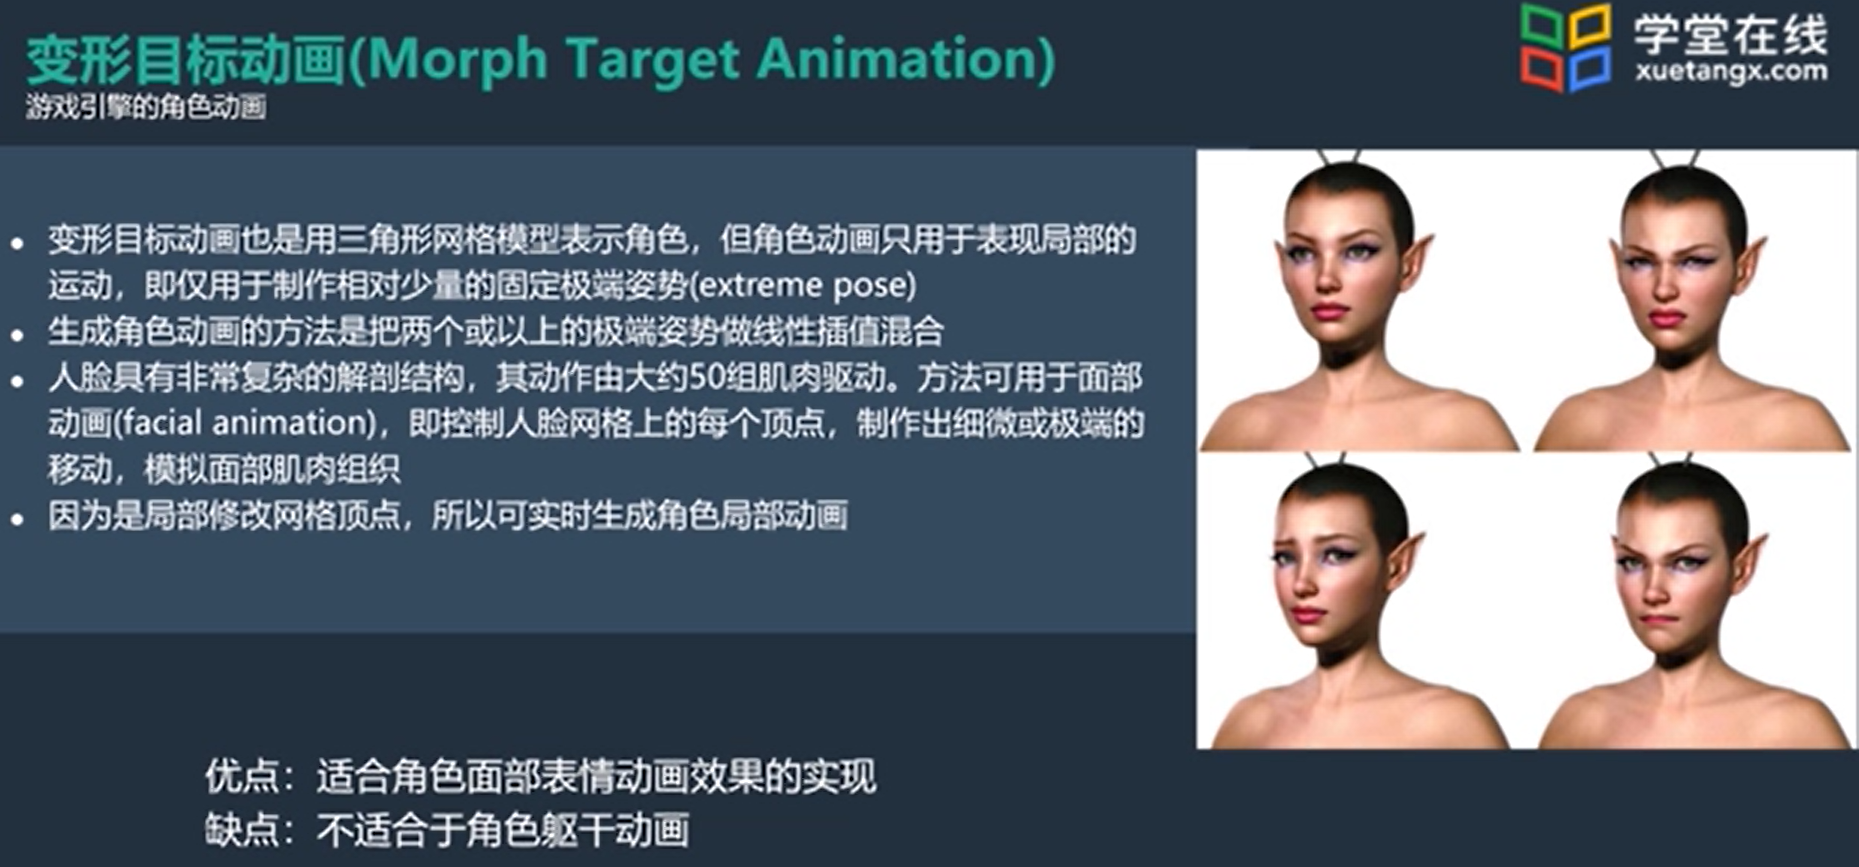 变形目标动画(Morph Target Animation)
游戏引擎的角色动画
学堂在线
xuetangx.com
• 变形目标动画也是用三角形网格模型表示角色，但角色动画只用于表现局部的
运动，即仅用于制作相对少量的固定极端姿势(extreme pose)
• 生成角色动画的方法是把两个或以上的极端姿势做线性插值混合
• 人脸具有非常复杂的解剖结构，其动作由大约50组肌肉驱动。方法可用于面部
动画(facial animation)，即控制人脸网格上的每个顶点，制作出细微或极端的
移动，模拟面部肌肉组织
• 因为是局部修改网格顶点，所以可实时生成角色局部动画
优点：适合角色面部表情动画效果的实现
缺点：不适合于角色躯干动画